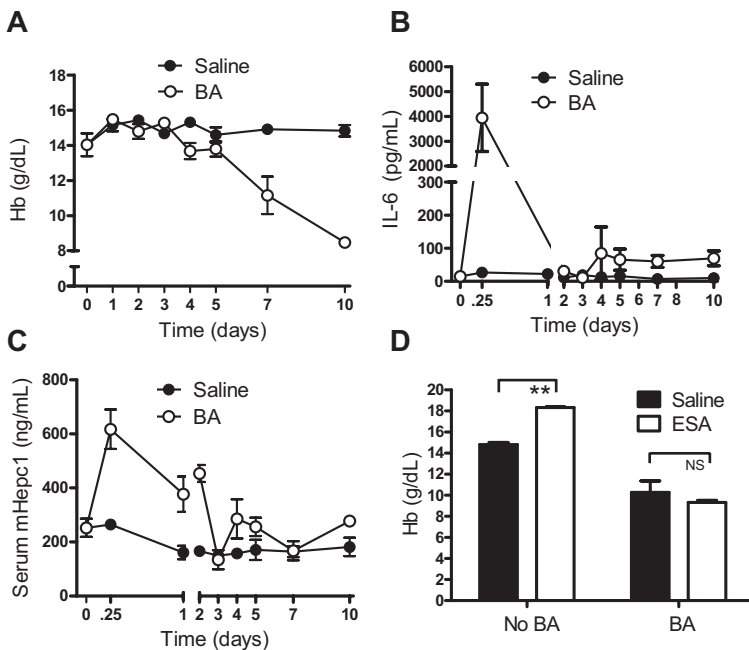 A
Saline
BA
Hb (g/dL)
18
16
14
12
10
8
0
0 1 2 3 4 5 7 10
Time (days)
B
Saline
BA
IL-6 (pg/mL)
6000
5000
4000
3000
2000
300
200
100
0
0 .25 1 2 3 4 5 6 7 8 10
Time (days)
C
Saline
BA
Serum mHepc1 (ng/mL)
800
600
400
200
0
0 .25 1 2 3 4 5 7 10
Time (days)
D
Saline
ESA
**
NS
Hb (g/dL)
20
18
16
14
12
10
8
6
4
2
0
No BA BA